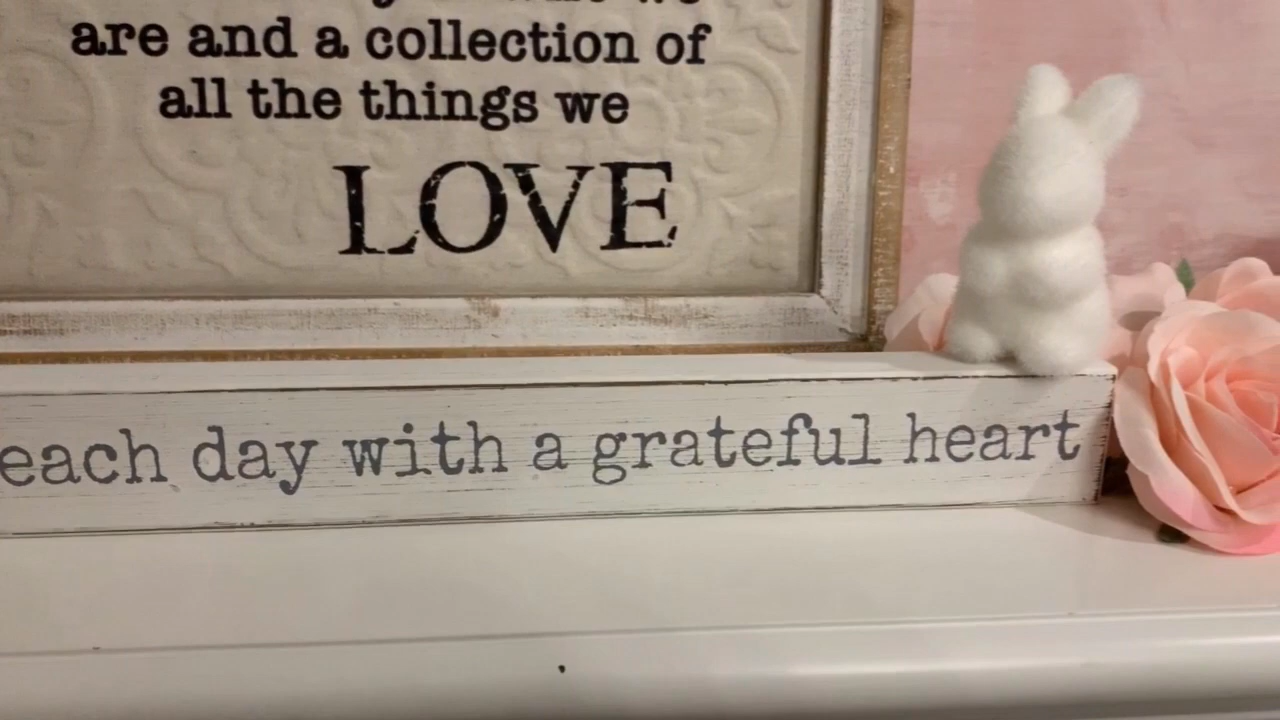 are and a collection of
all the things we
LOVE
each day with a grateful heart